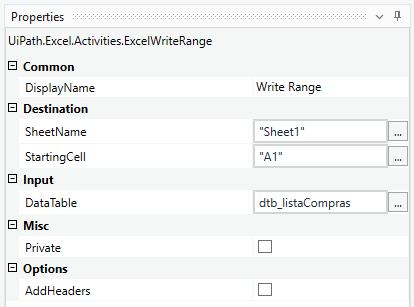 Properties
UiPath.Excel.Activities.ExcelWriteRange
Common
DisplayName Write Range
Destination
SheetName "Sheet1" ...
StartingCell "A1" ...
Input
DataTable dtb_listaCompras ...
Misc
Private
Options
AddHeaders